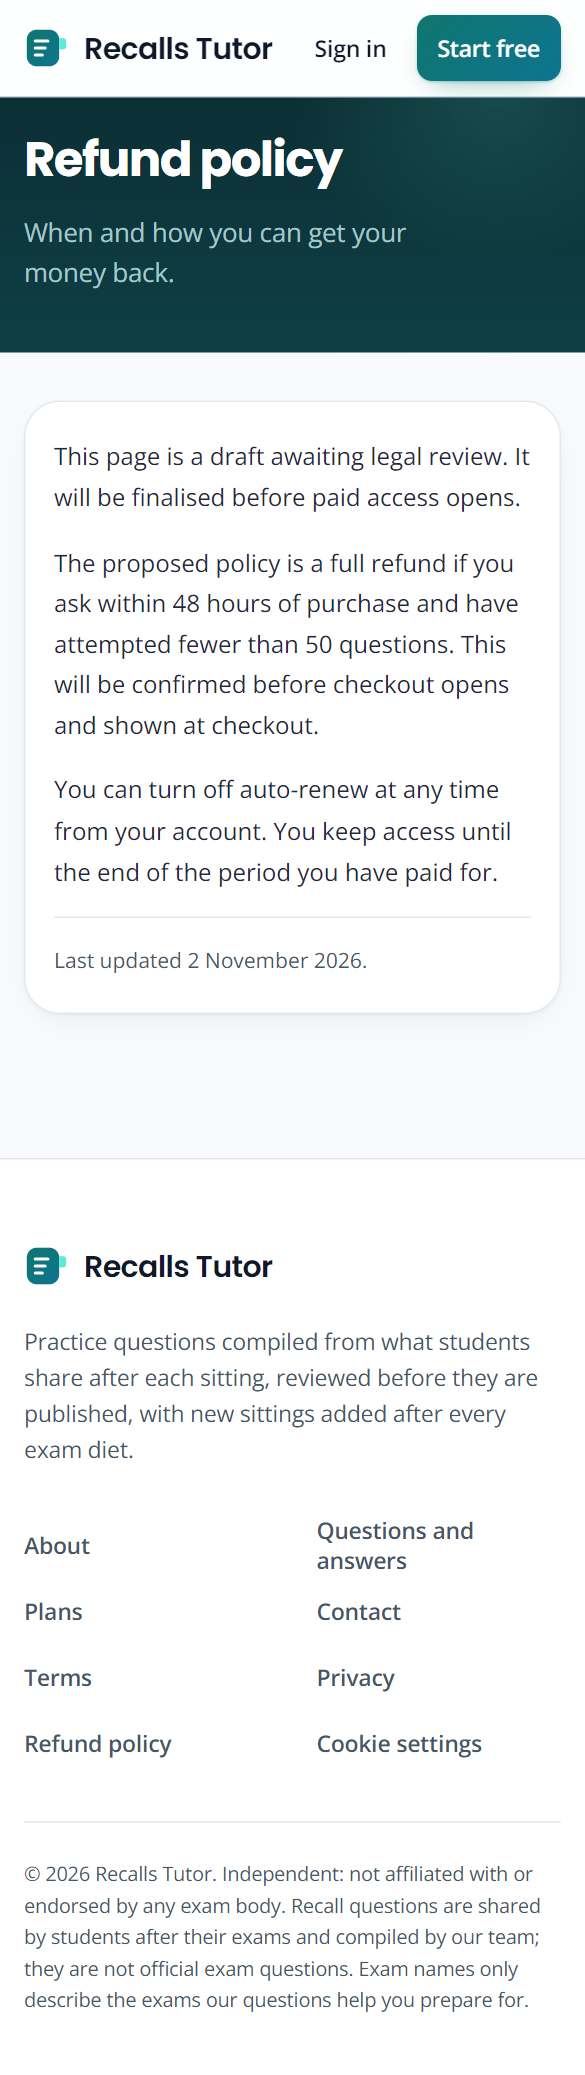 Recalls Tutor
Sign in
Start free
Refund policy
When and how you can get your
money back.
This page is a draft awaiting legal review. It
will be finalised before paid access opens.
The proposed policy is a full refund if you
ask within 48 hours of purchase and have
attempted fewer than 50 questions. This
will be confirmed before checkout opens
and shown at checkout.
You can turn off auto-renew at any time
from your account. You keep access until
the end of the period you have paid for.
Last updated 2 November 2026.
Recalls Tutor
Practice questions compiled from what students
share after each sitting, reviewed before they are
published, with new sittings added after every
exam diet.
About
Questions and
answers
Plans
Contact
Terms
Privacy
Refund policy
Cookie settings
© 2026 Recalls Tutor. Independent: not affiliated with or
endorsed by any exam body. Recall questions are shared
by students after their exams and compiled by our team;
they are not official exam questions. Exam names only
describe the exams our questions help you prepare for.